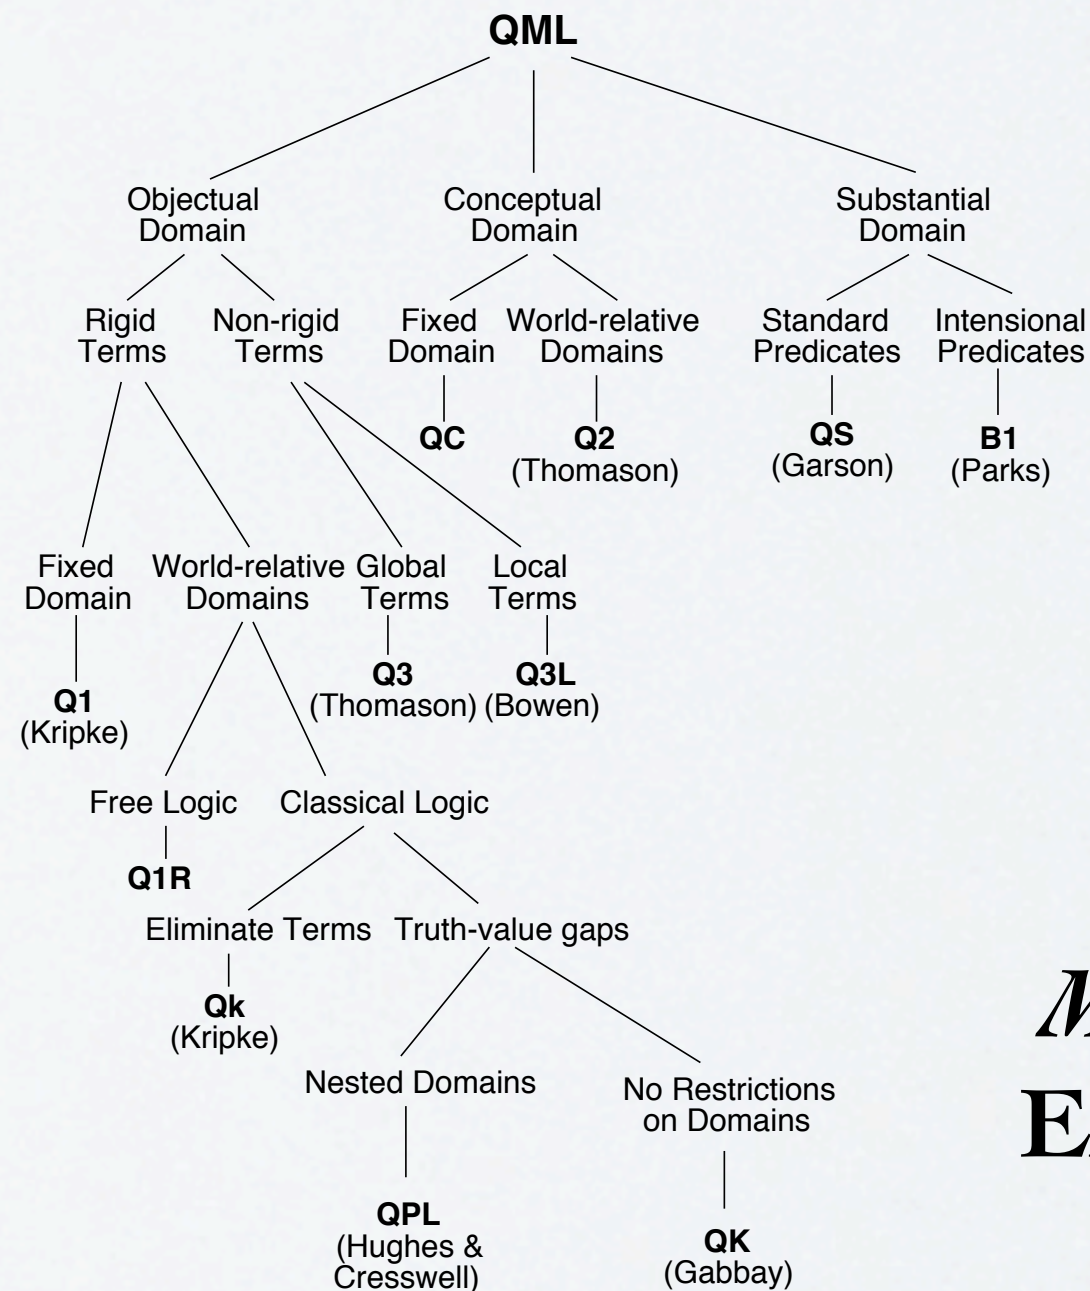 QML
Objectual
Domain
Conceptual
Domain
Substantial
Domain
Rigid
Terms
Non-rigid
Terms
Fixed
Domain
World-relative
Domains
Standard
Predicates
Intensional
Predicates
QC
Q2
(Thomason)
QS
(Garson)
B1
(Parks)
Fixed
Domain
World-relative
Domains
Global
Terms
Local
Terms
Q1
(Kripke)
Q3
(Thomason)
Q3L
(Bowen)
Free Logic
Classical Logic
Q1R
Eliminate Terms
Truth-value gaps
Qk
(Kripke)
Nested Domains
No Restrictions
on Domains
QPL
(Hughes &
Cresswell)
QK
(Gabbay)